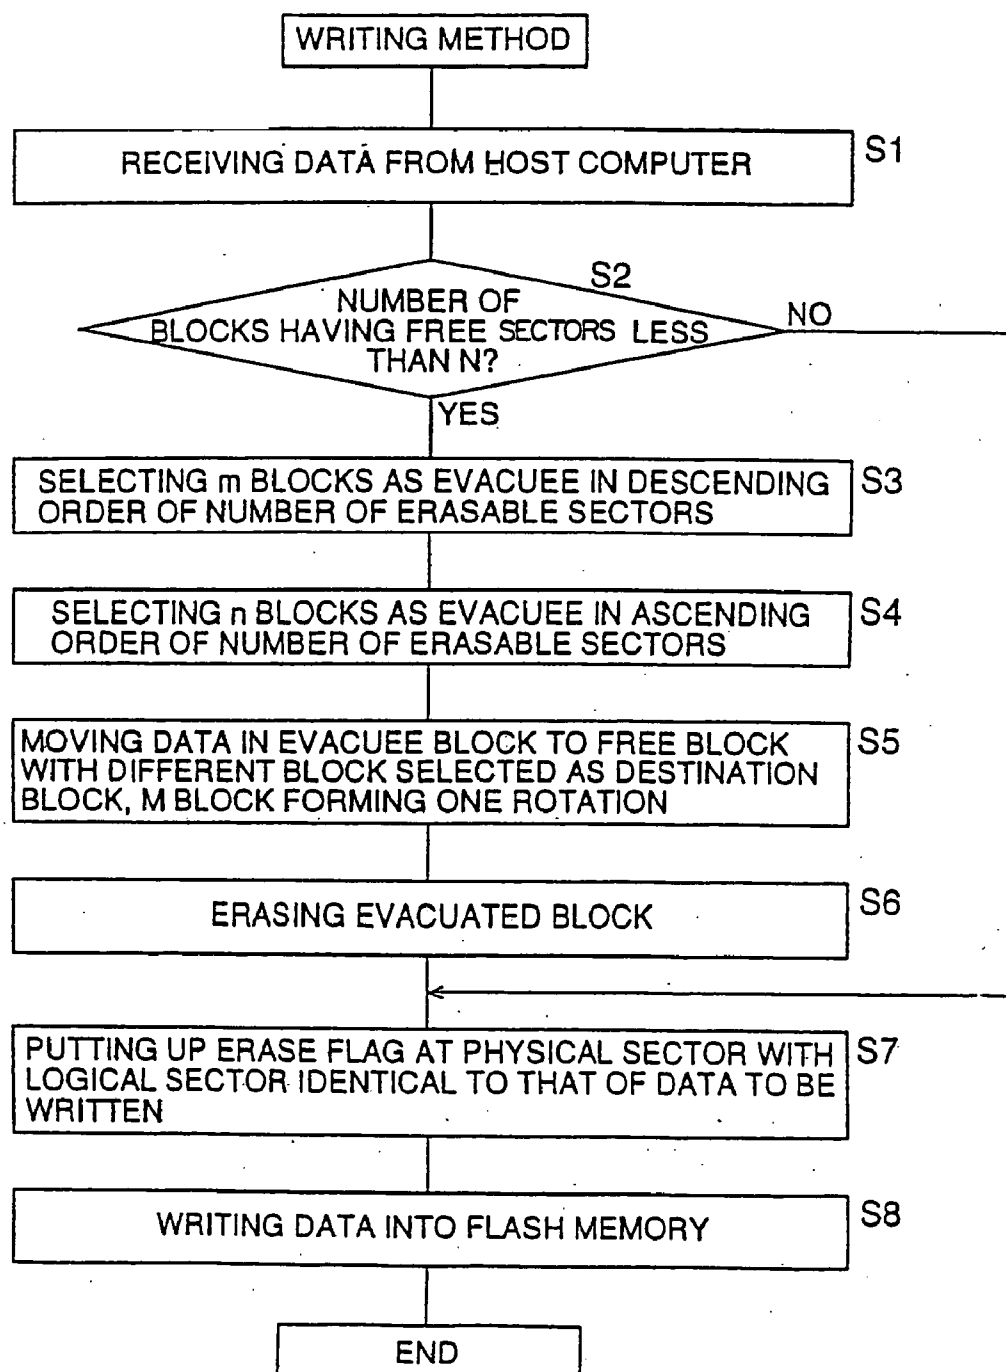 WRITING METHOD
RECEIVING DATA FROM HOST COMPUTER
S1
S2
NUMBER OF
BLOCKS HAVING FREE SECTORS LESS
THAN N?
NO
YES
SELECTING m BLOCKS AS EVACUEE IN DESCENDING
ORDER OF NUMBER OF ERASABLE SECTORS
S3
SELECTING n BLOCKS AS EVACUEE IN ASCENDING
ORDER OF NUMBER OF ERASABLE SECTORS
S4
MOVING DATA IN EVACUEE BLOCK TO FREE BLOCK
WITH DIFFERENT BLOCK SELECTED AS DESTINATION
BLOCK, M BLOCK FORMING ONE ROTATION
S5
ERASING EVACUATED BLOCK
S6
PUTTING UP ERASE FLAG AT PHYSICAL SECTOR WITH
LOGICAL SECTOR IDENTICAL TO THAT OF DATA TO BE
WRITTEN
S7
WRITING DATA INTO FLASH MEMORY
S8
END